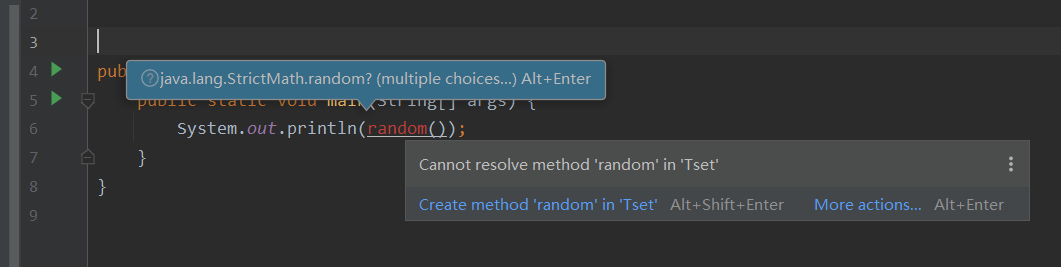 2
3
4 pub
java.lang.StrictMath.random? (multiple choices...) Alt+Enter
5 public static void main(String[] args) {
6 System.out.println(random());
7 }
Cannot resolve method 'random' in 'Tset'
8 }
Create method 'random' in 'Tset' Alt+Shift+Enter More actions... Alt+Enter
9